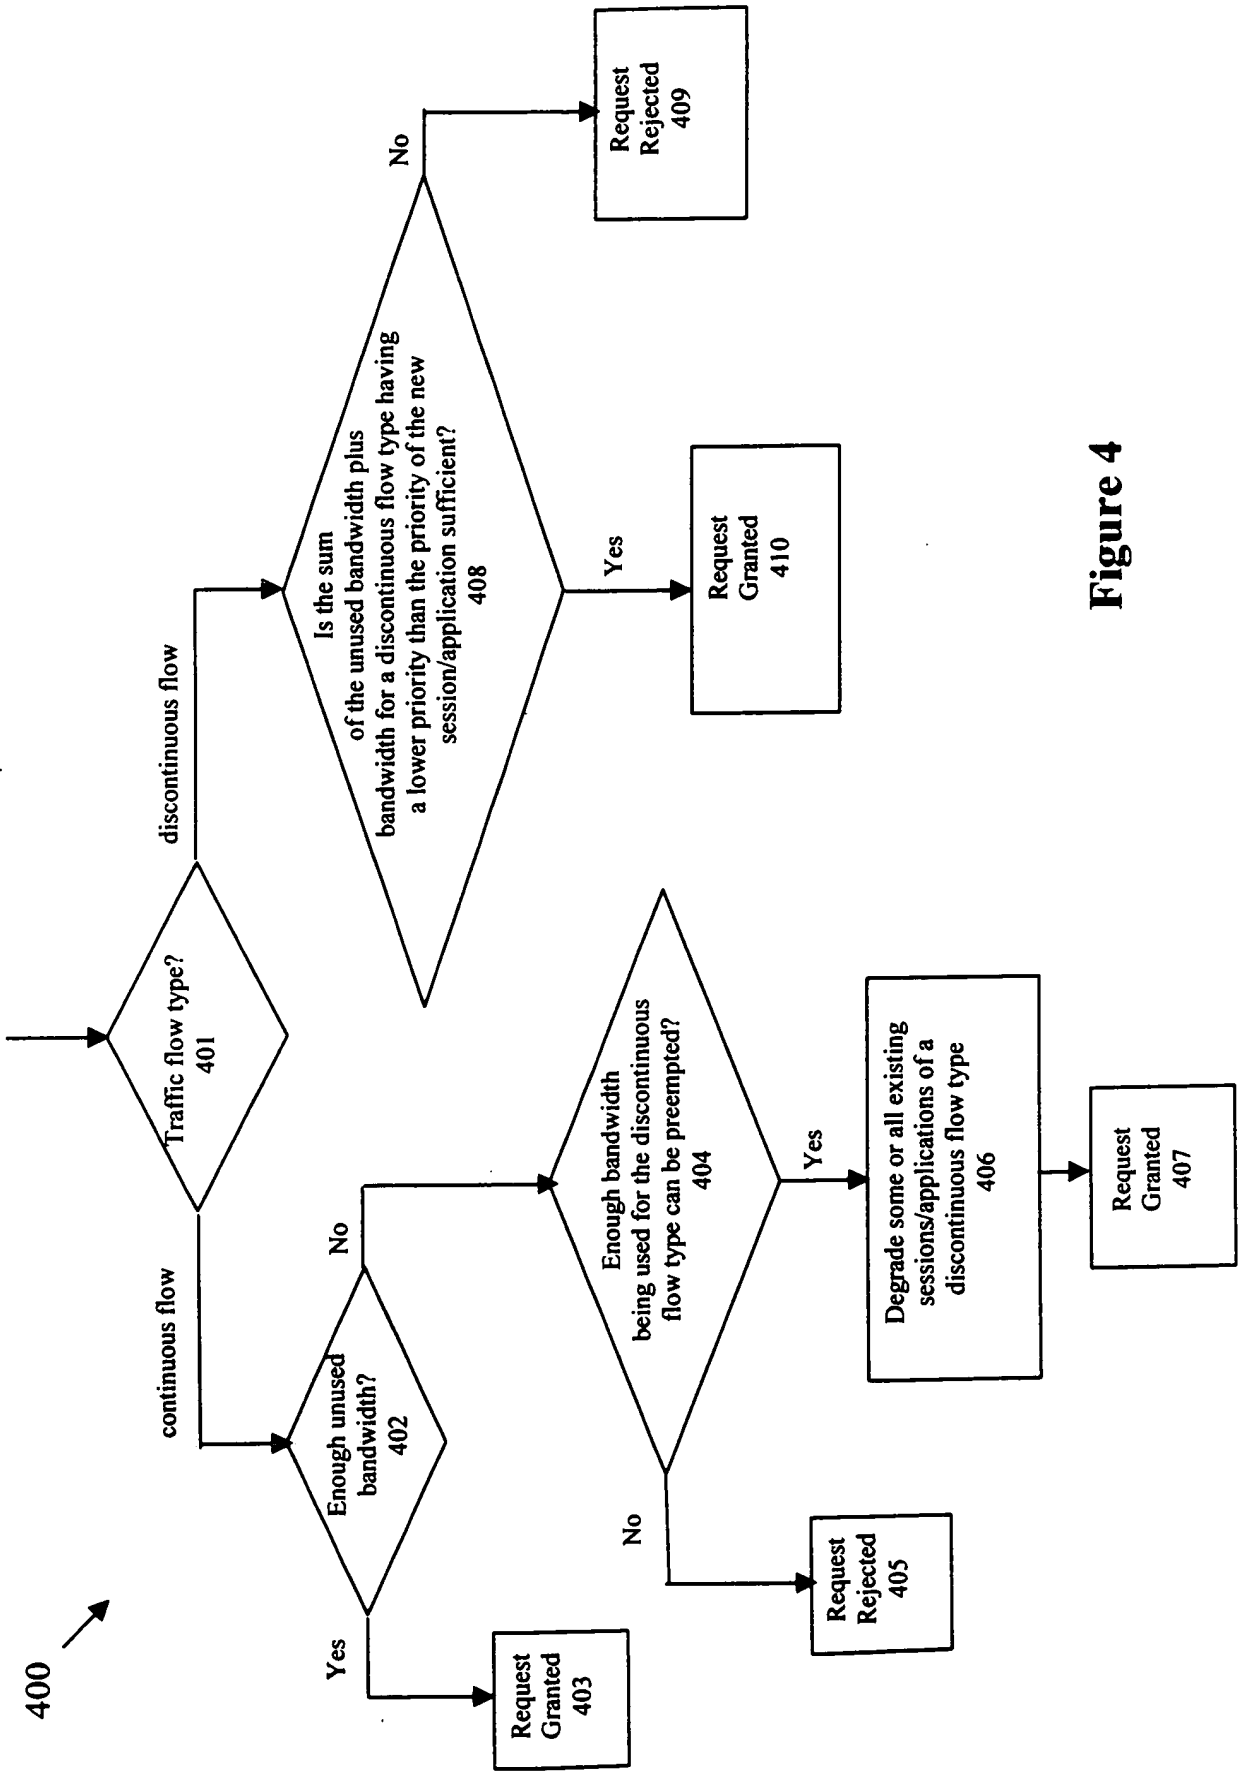 400
Traffic flow type?
401
continuous flow
discontinuous flow
Enough unused
bandwidth?
402
Yes
No
Request
Granted
403
Enough bandwidth
being used for the discontinuous
flow type can be preempted?
404
No
Yes
Request
Rejected
405
Degrade some or all existing
sessions/applications of a
discontinuous flow type
406
Request
Granted
407
Is the sum
of the unused bandwidth plus
bandwidth for a discontinuous flow type having
a lower priority than the priority of the new
session/application sufficient?
408
No
Yes
Request
Rejected
409
Request
Granted
410
Figure 4